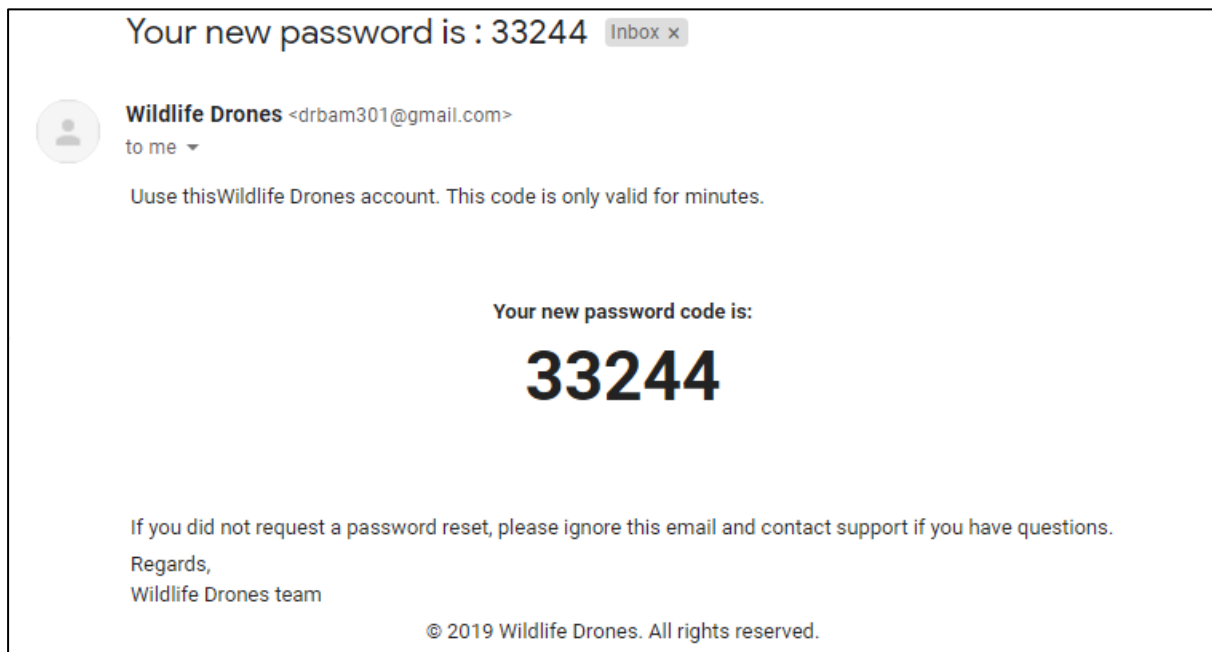 Your new password is : 33244 Inbox x
Wildlife Drones <drbam301@gmail.com>
to me
Uuse thisWildlife Drones account. This code is only valid for minutes.
Your new password code is:
33244
If you did not request a password reset, please ignore this email and contact support if you have questions.
Regards,
Wildlife Drones team
© 2019 Wildlife Drones. All rights reserved.